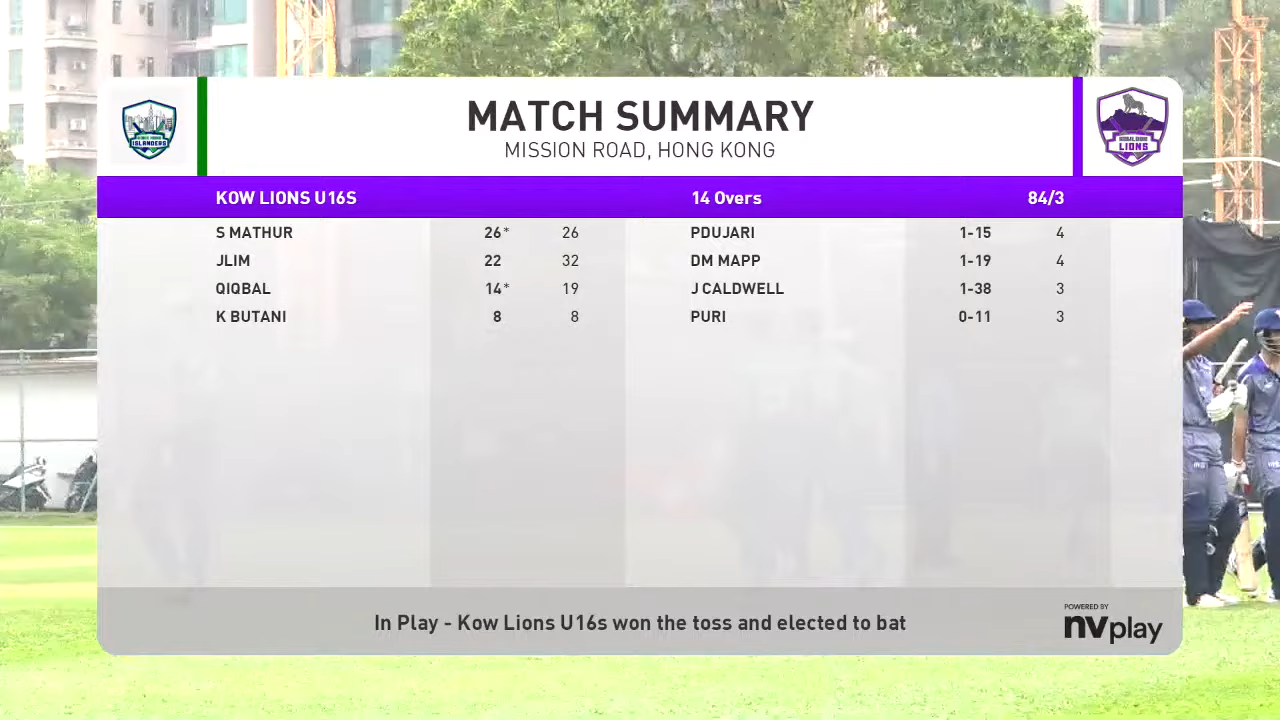 MATCH SUMMARY
MISSION ROAD, HONG KONG
ISLANDERS
LIONS
KOW LIONS U16S 14 Overs 84/3
S MATHUR 26* 26 PDUJARI 1-15 4
JLIM 22 32 DM MAPP 1-19 4
QIQBAL 14* 19 J CALDWELL 1-38 3
K BUTANI 8 8 PURI 0-11 3
In Play - Kow Lions U16s won the toss and elected to bat
POWERED BY
nvplay